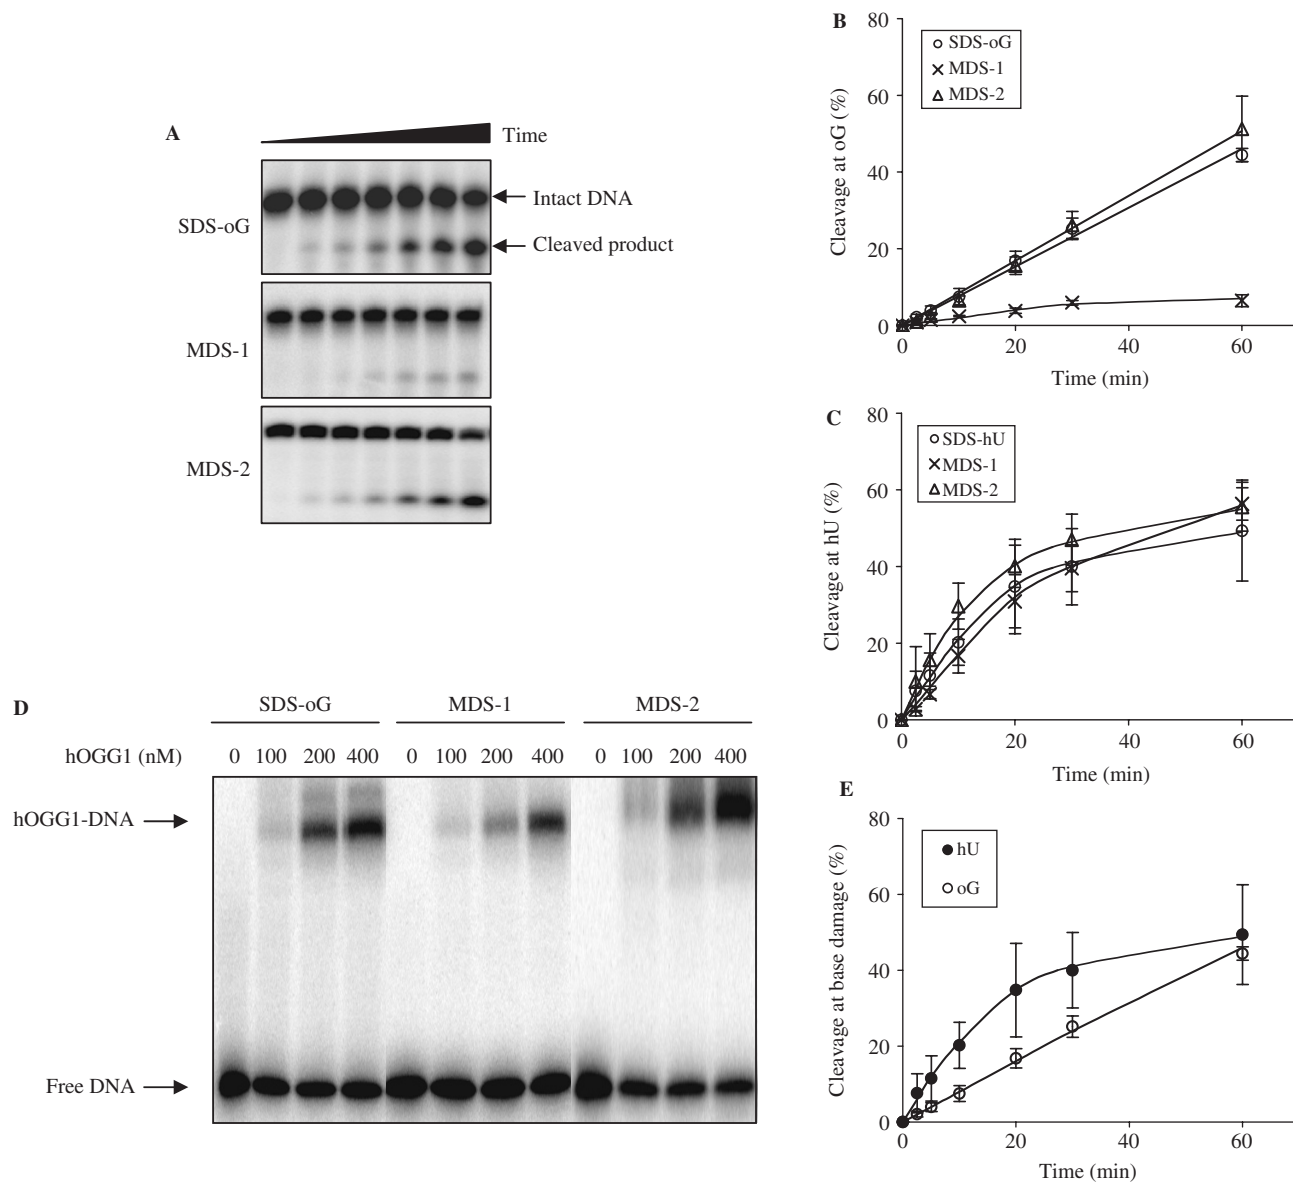 A
Time
SDS-oG
Intact DNA
Cleaved product
MDS-1
MDS-2
B
80
60
40
20
0
Cleavage at oG (%)
SDS-oG
MDS-1
MDS-2
0 20 40 60
Time (min)
C
80
60
40
20
0
Cleavage at hU (%)
SDS-hU
MDS-1
MDS-2
0 20 40 60
Time (min)
D
SDS-oG MDS-1 MDS-2
hOGG1 (nM) 0 100 200 400 0 100 200 400 0 100 200 400
hOGG1-DNA
Free DNA
E
80
60
40
20
0
Cleavage at base damage (%)
hU
oG
0 20 40 60
Time (min)